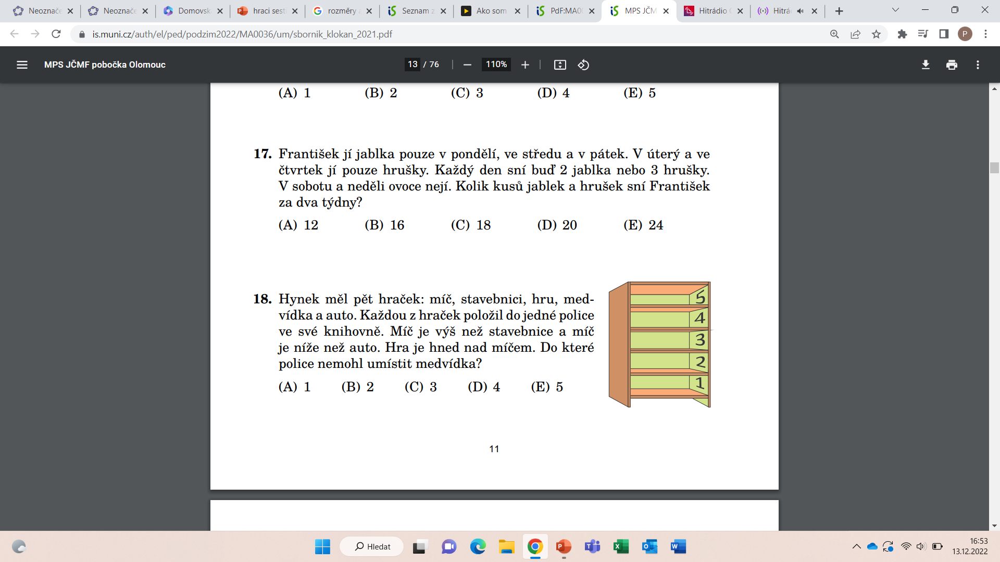 Neoznače
Neoznače
Domovsk
hraci sest
rozměry a
Seznam z
Ako som
PdF:MA00
MPS JČM
Hitrádio
Hitrá
is.muni.cz/auth/el/ped/podzim2022/MA0036/um/sbornik_klokan_2021.pdf
P
MPS JČMF pobočka Olomouc
13 / 76
110%
(A) 1 (B) 2 (C) 3 (D) 4 (E) 5
17. František jí jablka pouze v pondělí, ve středu a v pátek. V úterý a ve
čtvrtek jí pouze hrušky. Každý den sní buď 2 jablka nebo 3 hrušky.
V sobotu a neděli ovoce nejí. Kolik kusů jablek a hrušek sní František
za dva týdny?
(A) 12 (B) 16 (C) 18 (D) 20 (E) 24
18. Hynek měl pět hraček: míč, stavebnici, hru, med-
vídka a auto. Každou z hraček položil do jedné police
ve své knihovně. Míč je výš než stavebnice a míč
je níže než auto. Hra je hned nad míčem. Do které
police nemohl umístit medvídka?
(A) 1 (B) 2 (C) 3 (D) 4 (E) 5
5
4
3
2
1
11
Hledat
16:53
13.12.2022